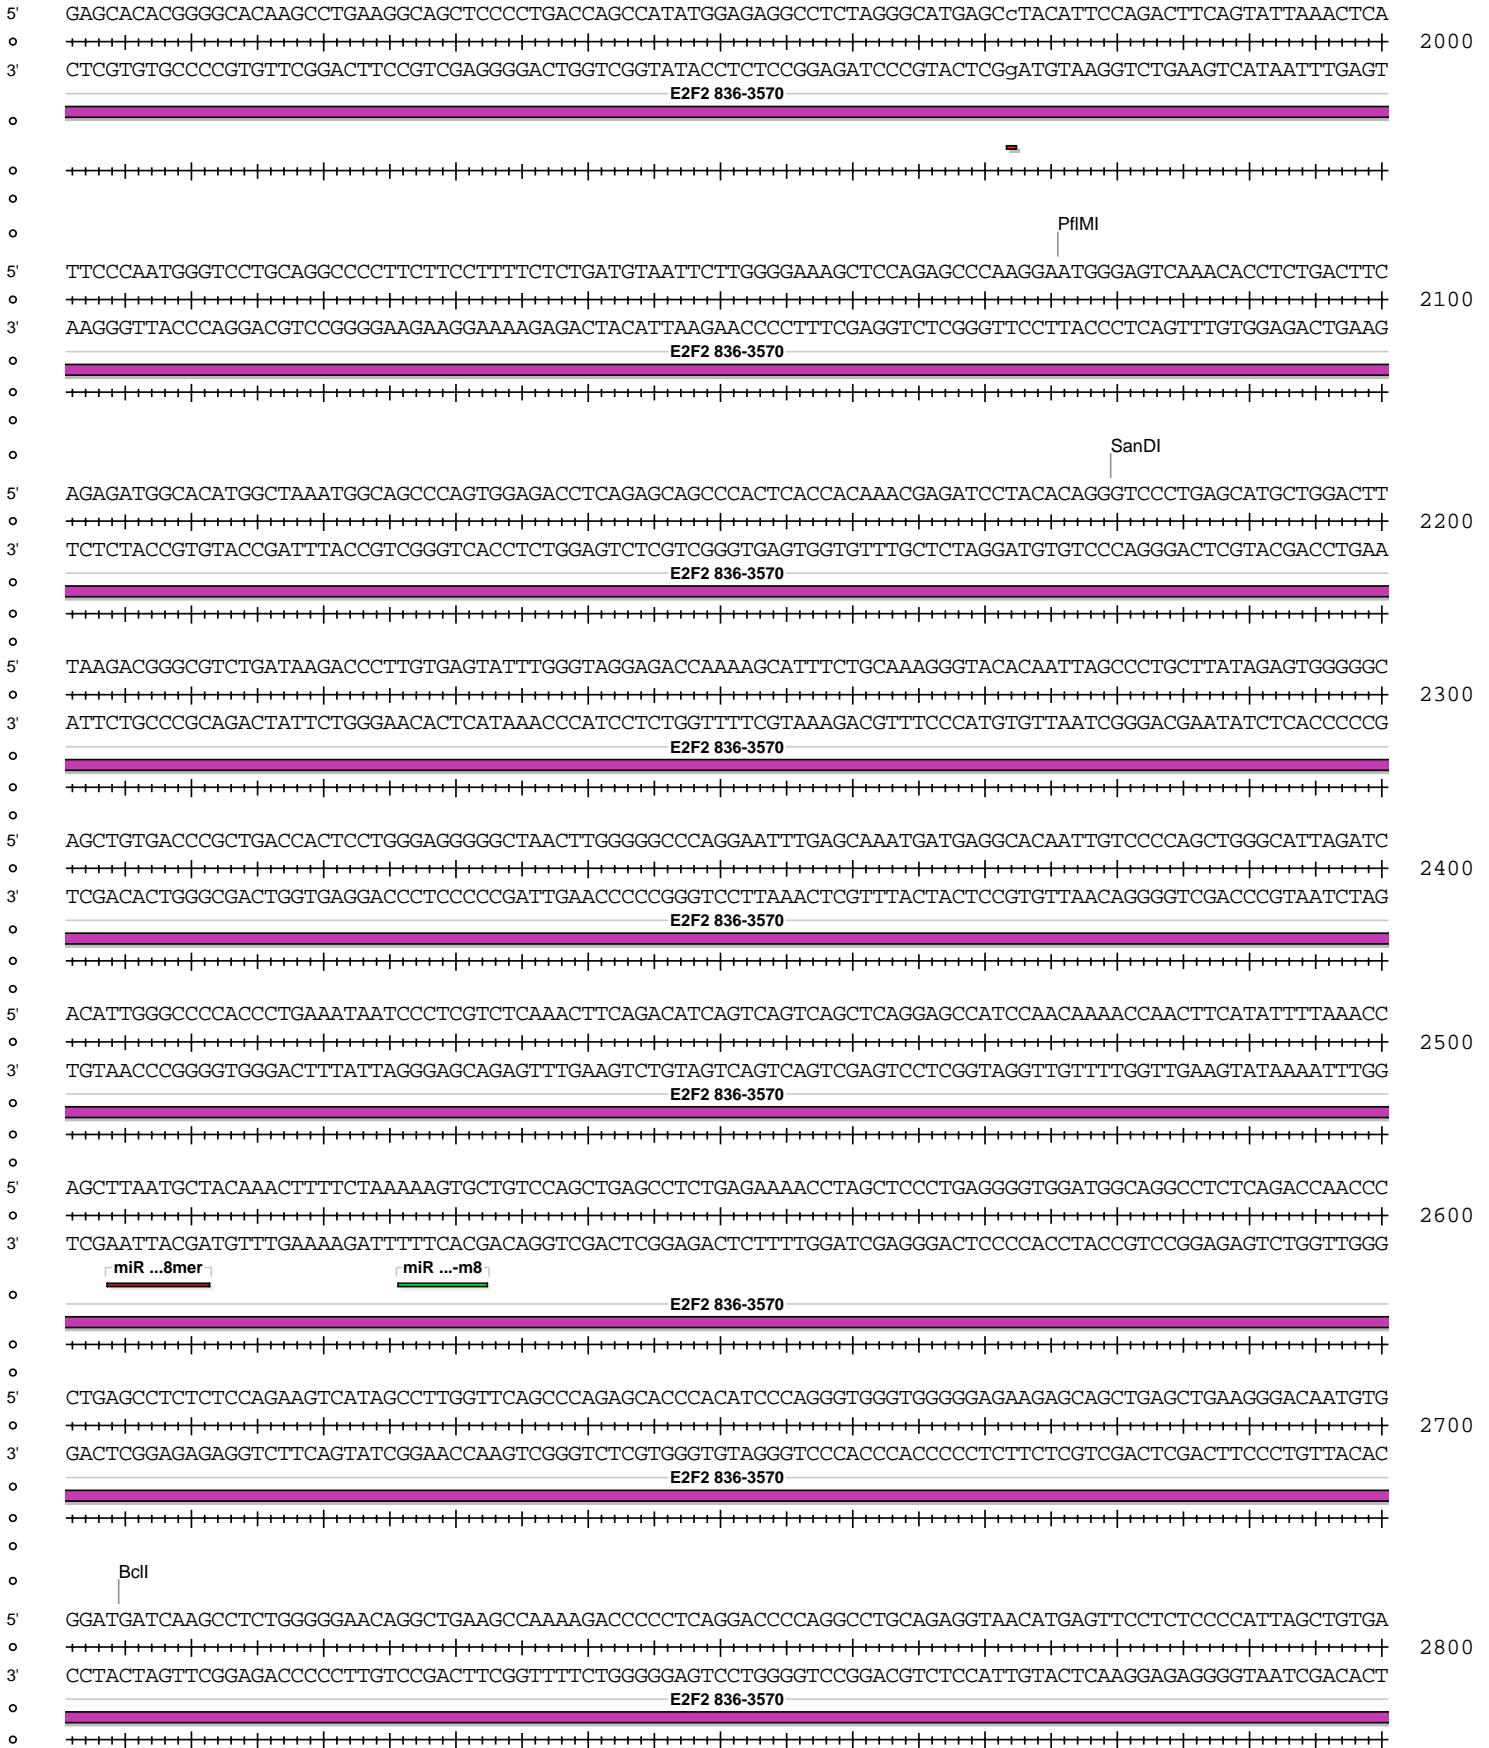 5' GAGCACACGGGGCACAAGCCTGAAGGCAGCTCCCCTGACCAGCCATATGGAGAGGCCTCTAGGGCATGAGCcTACATTCCAGACTTCAGTATTAAACTCA
2000
3' CTCGTGTGCCCCGTGTTCGGACTTCCGTCGAGGGGACTGGTCGGTATACCTCTCCGGAGATCCCGTACTCGgATGTAAGGTCTGAAGTCATAATTTGAGT
E2F2 836-3570
PflMI
5' TTCCCAATGGGTCCTGCAGGCCCCTTCTTCCTTTTCTCTGATGTAATTCTTGGGGAAAGCTCCAGAGCCCAAGGAATGGGAGTCAAACACCTCTGACTTC
2100
3' AAGGGTTACCCAGGACGTCCGGGGAAGAAGGAAAAGAGACTACATTAAGAACCCCTTTCGAGGTCTCGGGTTCCTTACCCTCAGTTTGTGGAGACTGAAG
E2F2 836-3570
SanDI
5' AGAGATGGCACATGGCTAAATGGCAGCCCAGTGGAGACCTCAGAGCAGCCCACTCACCACAAACGAGATCCTACACAGGGTCCCTGAGCATGCTGGACTT
2200
3' TCTCTACCGTGTACCGATTTACCGTCGGGTCACCTCTGGAGTCTCGTCGGGTGAGTGGTGTTTGCTCTAGGATGTGTCCCAGGGACTCGTACGACCTGAA
E2F2 836-3570
5' TAAGACGGGCGTCTGATAAGACCCTTGTGAGTATTTGGGTAGGAGACCAAAAGCATTTCTGCAAAGGGTACACAATTAGCCCTGCTTATAGAGTGGGGGC
2300
3' ATTCTGCCCGCAGACTATTCTGGGAACACTCATAAACCCATCCTCTGGTTTTCGTAAAGACGTTTCCCATGTGTTAATCGGGACGAATATCTCACCCCCG
E2F2 836-3570
5' AGCTGTGACCCGCTGACCACTCCTGGGAGGGGGCTAACTTGGGGGCCCAGGAATTTGAGCAAATGATGAGGCACAATTGTCCCCAGCTGGGCATTAGATC
2400
3' TCGACACTGGGCGACTGGTGAGGACCCTCCCCCGATTGAACCCCCGGGTCCTTAAACTCGTTTACTACTCCGTGTTAACAGGGGTCGACCCGTAATCTAG
E2F2 836-3570
5' ACATTGGGCCCCACCCTGAAATAATCCCTCGTCTCAAACTTCAGACATCAGTCAGTCAGCTCAGGAGCCATCCAACAAAACCAACTTCATATTTTAAACC
2500
3' TGTAACCCGGGGTGGGACTTTATTAGGGAGCAGAGTTTGAAGTCTGTAGTCAGTCAGTCGAGTCCTCGGTAGGTTGTTTTGGTTGAAGTATAAAATTTGG
E2F2 836-3570
5' AGCTTAATGCTACAAACTTTTCTAAAAAGTGCTGTCCAGCTGAGCCTCTGAGAAAACCTAGCTCCCTGAGGGGTGGATGGCAGGCCTCTCAGACCAACCC
2600
3' TCGAATTACGATGTTTGAAAAGATTTTTCACGACAGGTCGACTCGGAGACTCTTTTGGATCGAGGGACTCCCCACCTACCGTCCGGAGAGTCTGGTTGGG
miR ...8mer miR ...-m8
E2F2 836-3570
5' CTGAGCCTCTCTCCAGAAGTCATAGCCTTGGTTCAGCCCAGAGCACCCACATCCCAGGGTGGGTGGGGGAGAAGAGCAGCTGAGCTGAAGGGACAATGTG
2700
3' GACTCGGAGAGAGGTCTTCAGTATCGGAACCAAGTCGGGTCTCGTGGGTGTAGGGTCCCACCCACCCCCTCTTCTCGTCGACTCGACTTCCCTGTTACAC
E2F2 836-3570
BclI
5' GGATGATCAAGCCTCTGGGGGAACAGGCTGAAGCCAAAAGACCCCCTCAGGACCCCAGGCCTGCAGAGGTAACATGAGTTCCTCTCCCCATTAGCTGTGA
2800
3' CCTACTAGTTCGGAGACCCCCTTGTCCGACTTCGGTTTTCTGGGGGAGTCCTGGGGTCCGGACGTCTCCATTGTACTCAAGGAGAGGGGTAATCGACACT
E2F2 836-3570